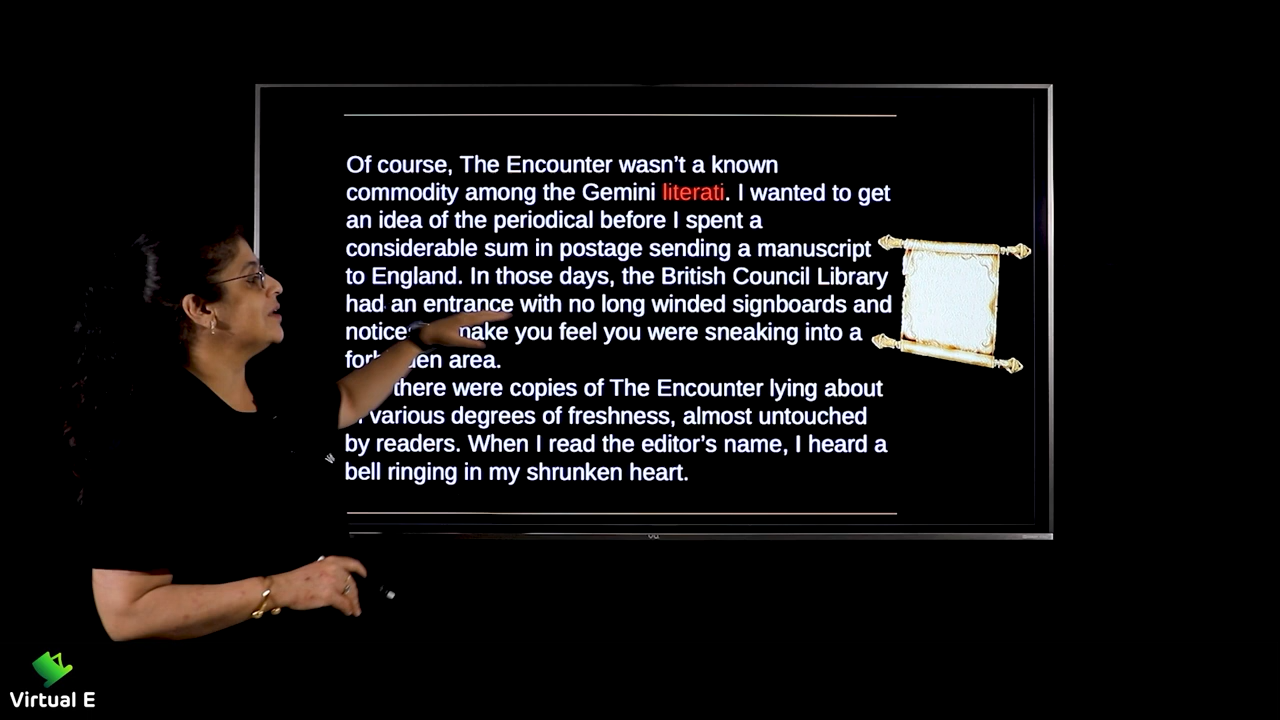 Of course, The Encounter wasn't a known
commodity among the Gemini literati. I wanted to get
an idea of the periodical before I spent a
considerable sum in postage sending a manuscript
to England. In those days, the British Council Library
had an entrance with no long winded signboards and
make you feel you were sneaking into a
area.
there were copies of The Encounter lying about
various degrees of freshness, almost untouched
by readers. When I read the editor's name, I heard a
bell ringing in my shrunken heart.
Virtual E